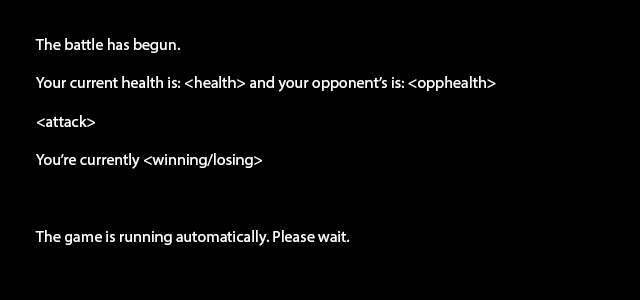 The battle has begun.
Your current health is: <health> and your opponent’s is: <opphealth>
<attack>
You’re currently <winning/losing>
The game is running automatically. Please wait.